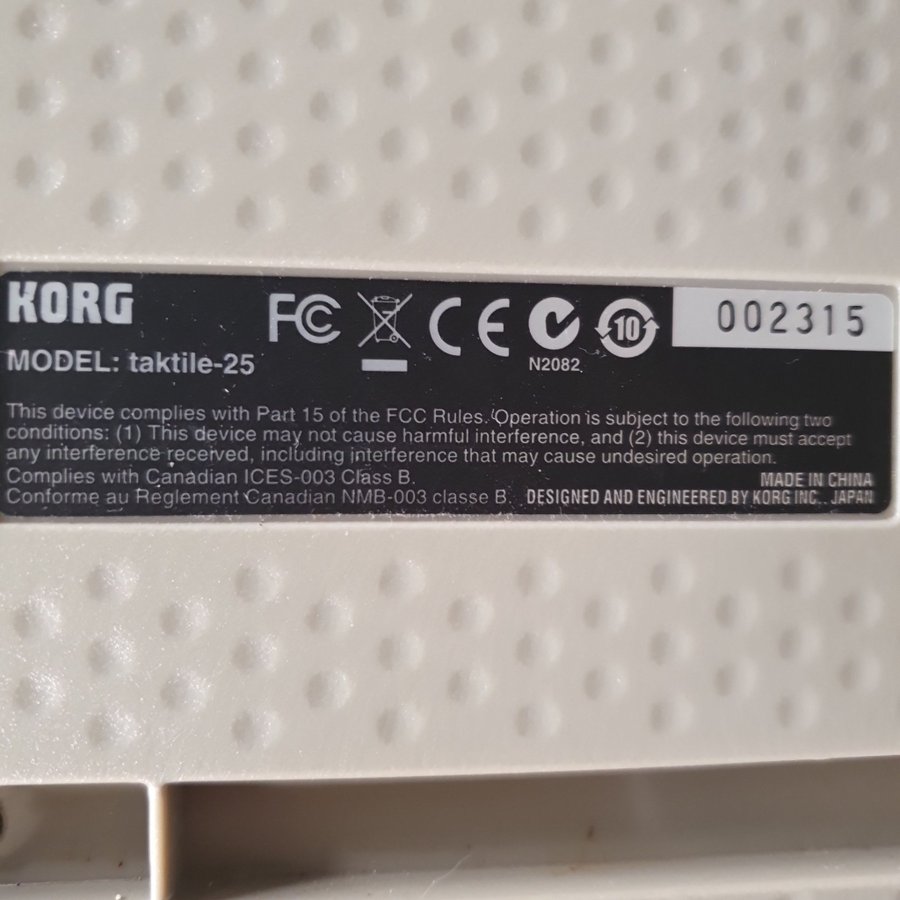 KORG
FC CE 10 002315
N2082
MODEL: taktile-25
This device complies with Part 15 of the FCC Rules. Operation is subject to the following two
conditions: (1) This device may not cause harmful interference, and (2) this device must accept
any interference received, including interference that may cause undesired operation.
Complies with Canadian ICES-003 Class B.
Conforme au Réglement Canadian NMB-003 classe B.
MADE IN CHINA
DESIGNED AND ENGINEERED BY KORG INC., JAPAN